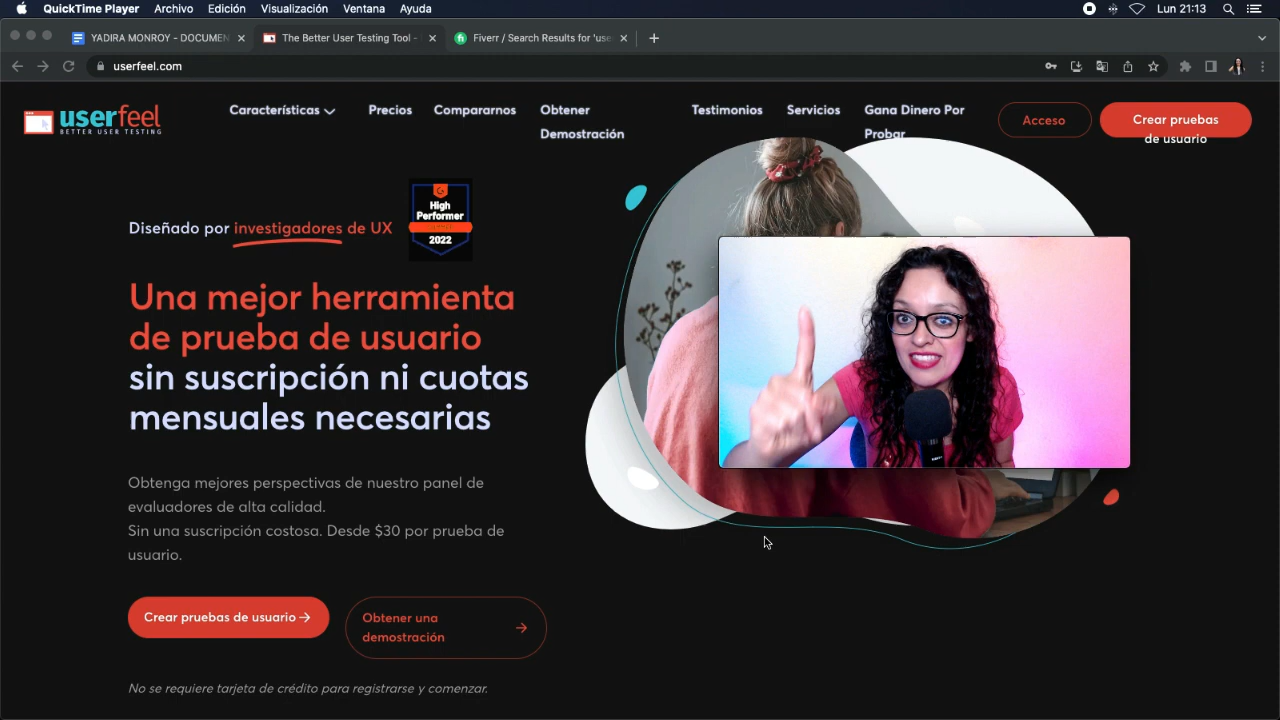 QuickTime Player Archivo Edición Visualización Ventana Ayuda Lun 21:13
YADIRA MONROY - DOCUMEN The Better User Testing Tool - Fiverr / Search Results for 'use
userfeel.com
userfeel
BETTER USER TESTING
Características
Precios
Compararnos
Obtener
Demostración
Testimonios
Servicios
Gana Dinero Por
Probar
Acceso
Crear pruebas
de usuario
Diseñado por investigadores de UX
High
Performer
2022
Una mejor herramienta
de prueba de usuario
sin suscripción ni cuotas
mensuales necesarias
Obtenga mejores perspectivas de nuestro panel de
evaluadores de alta calidad.
Sin una suscripción costosa. Desde $30 por prueba de
usuario.
Crear pruebas de usuario
Obtener una
demostración
No se requiere tarjeta de crédito para registrarse y comenzar.